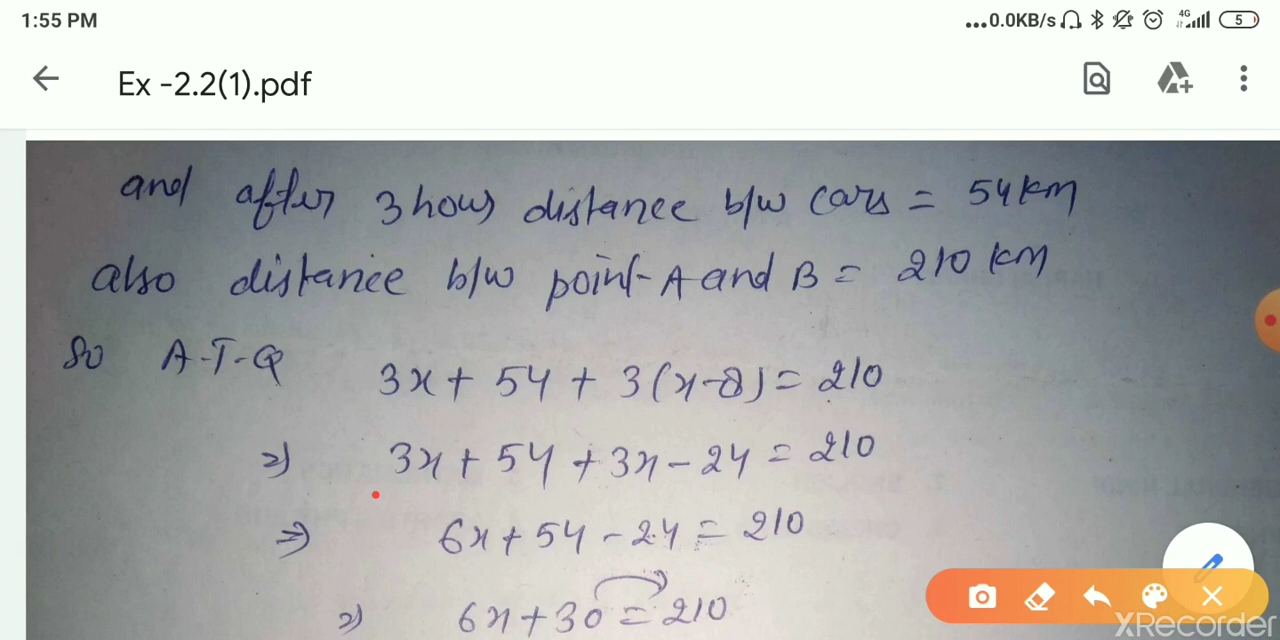 1:55 PM ...0.0KB/s 4G 5
Ex -2.2(1).pdf
and after 3 hours distance b/w cars = 54 km
also distance b/w point A and B = 210 km
So A-T-Q
3x + 54 + 3(x-8) = 210
⇒ 3x + 54 + 3x - 24 = 210
⇒ 6x + 54 - 24 = 210
⇒ 6x + 30 = 210
XRecorder